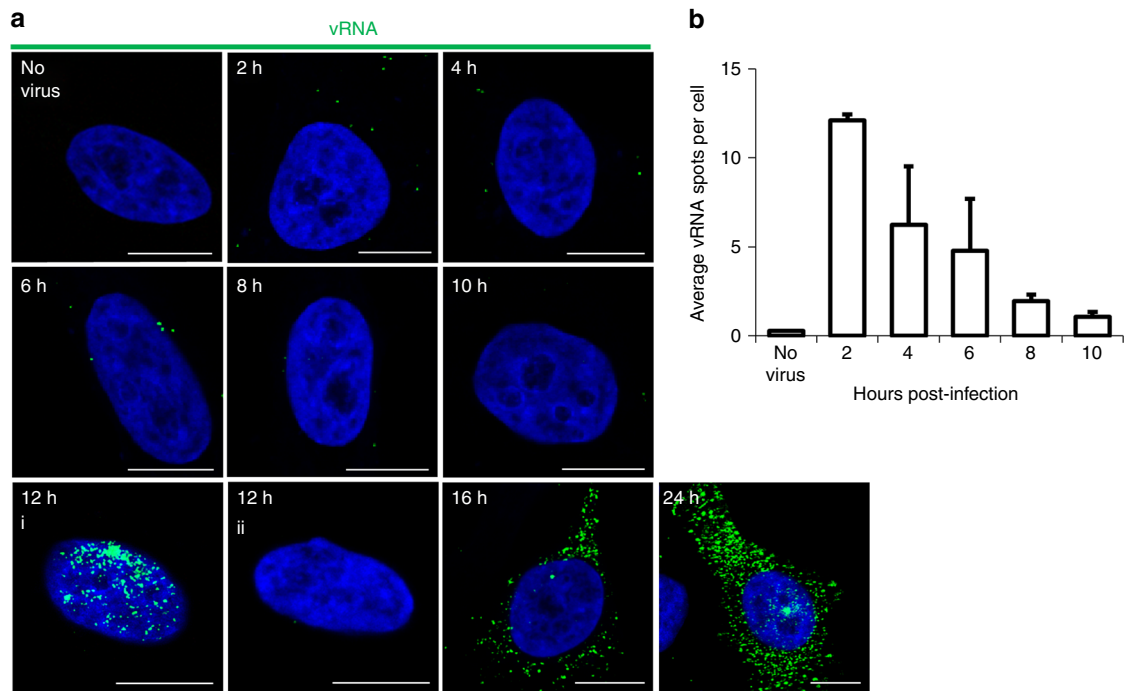 a
vRNA
No
virus
2 h
4 h
6 h
8 h
10 h
12 h
i
12 h
ii
16 h
24 h
b
Average vRNA spots per cell
15
10
5
0
No
virus
2
4
6
8
10
Hours post-infection